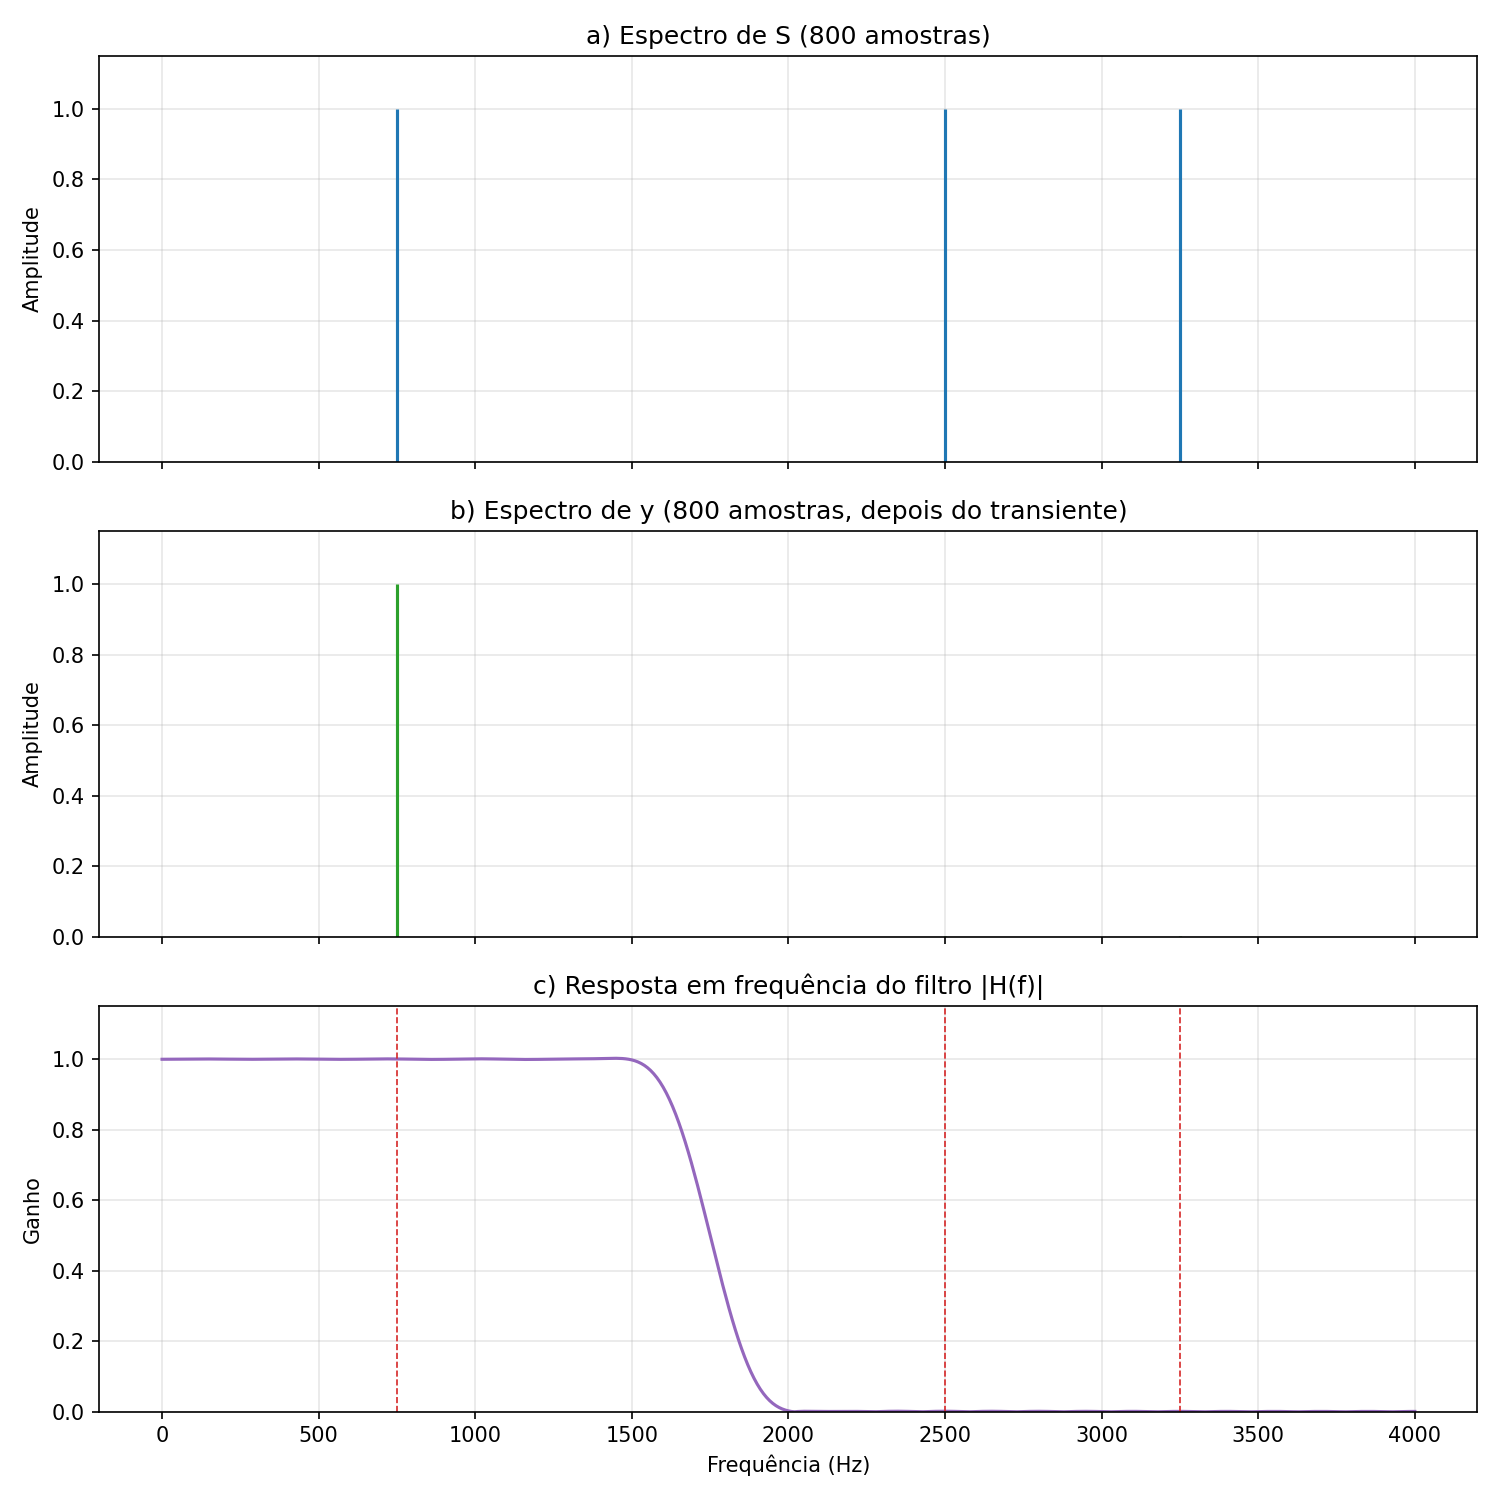 a) Espectro de S (800 amostras)
1.0
0.8
0.6
0.4
0.2
0.0
Amplitude
b) Espectro de y (800 amostras, depois do transiente)
1.0
0.8
0.6
0.4
0.2
0.0
Amplitude
c) Resposta em frequência do filtro |H(f)|
1.0
0.8
0.6
0.4
0.2
0.0
Ganho
0 500 1000 1500 2000 2500 3000 3500 4000
Frequência (Hz)